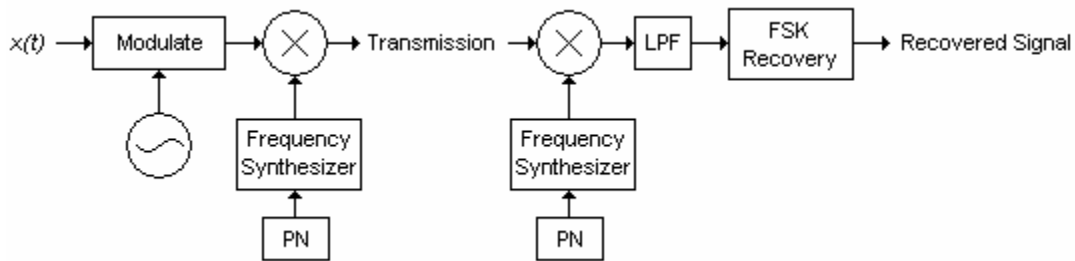 x(t)
Modulate
Transmission
LPF
FSK
Recovery
Recovered Signal
Frequency
Synthesizer
Frequency
Synthesizer
PN
PN